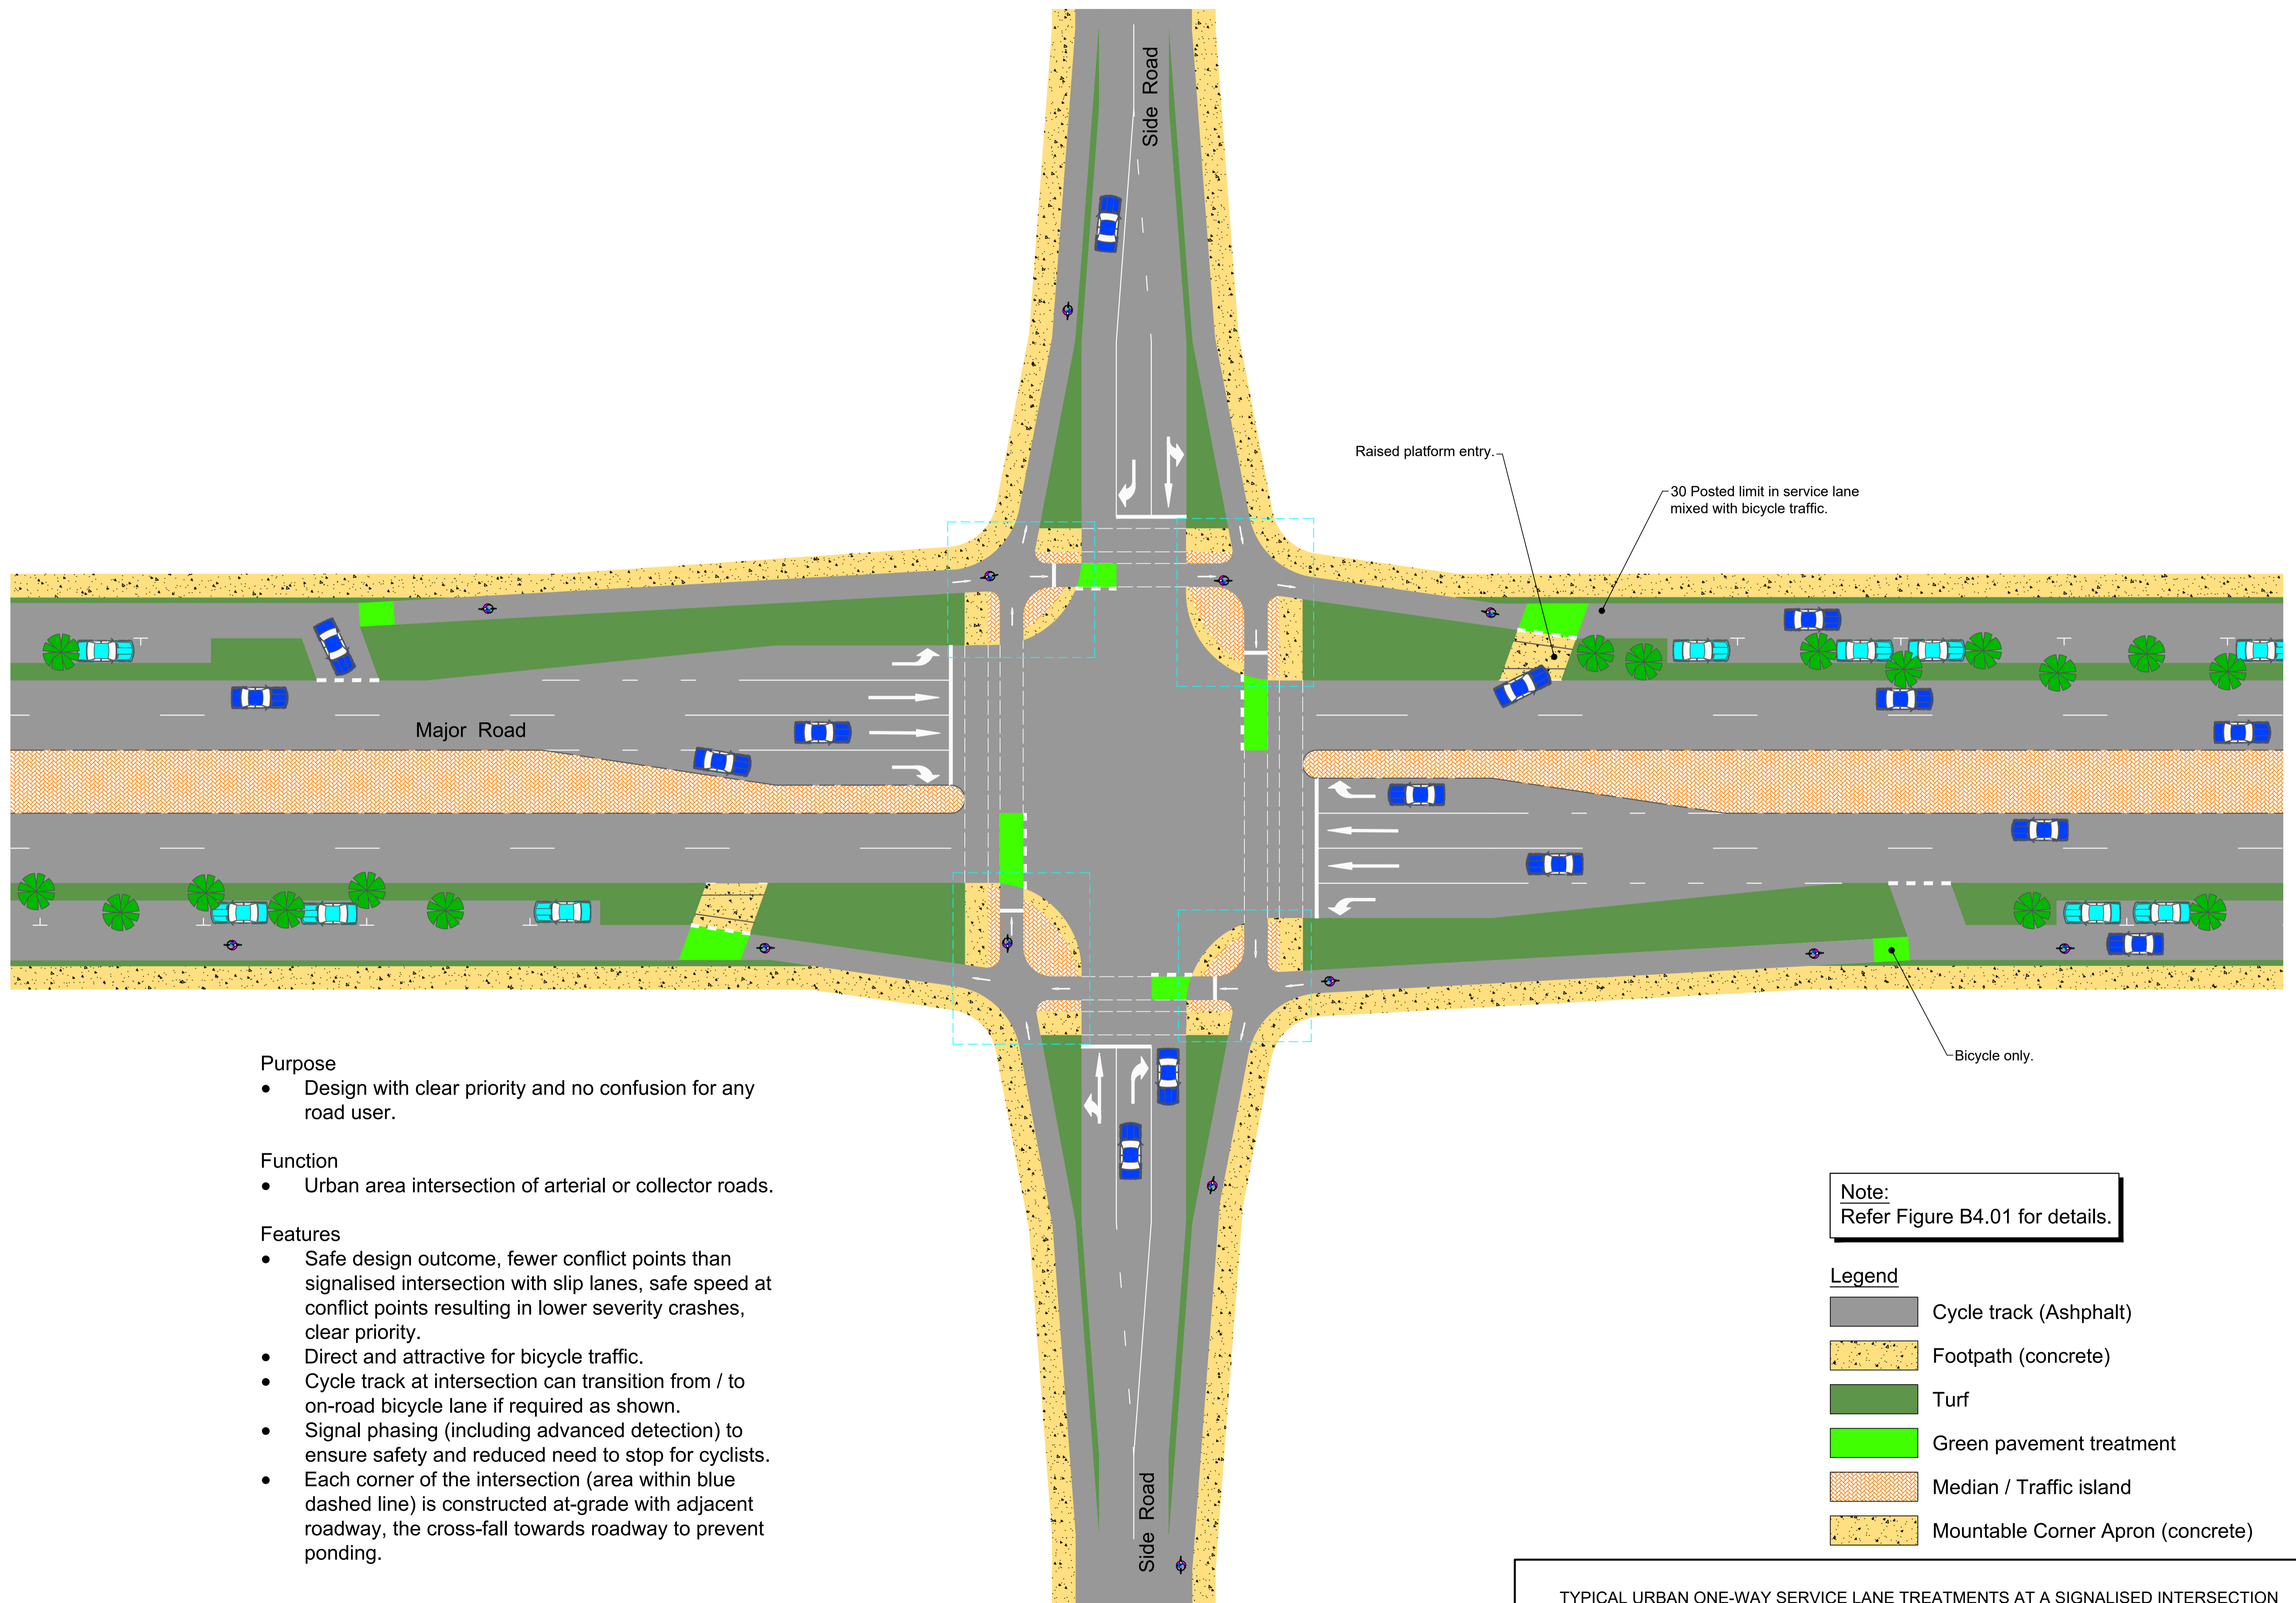 Side Road
Raised platform entry.
30 Posted limit in service lane
mixed with bicycle traffic.
Major Road
Bicycle only.
Purpose
● Design with clear priority and no confusion for any
road user.
Function
● Urban area intersection of arterial or collector roads.
Features
● Safe design outcome, fewer conflict points than
signalised intersection with slip lanes, safe speed at
conflict points resulting in lower severity crashes,
clear priority.
● Direct and attractive for bicycle traffic.
● Cycle track at intersection can transition from / to
on-road bicycle lane if required as shown.
● Signal phasing (including advanced detection) to
ensure safety and reduced need to stop for cyclists.
● Each corner of the intersection (area within blue
dashed line) is constructed at-grade with adjacent
roadway, the cross-fall towards roadway to prevent
ponding.
Side Road
Note:
Refer Figure B4.01 for details.
Legend
Cycle track (Ashphalt)
Footpath (concrete)
Turf
Green pavement treatment
Median / Traffic island
Mountable Corner Apron (concrete)
TYPICAL URBAN ONE-WAY SERVICE LANE TREATMENTS AT A SIGNALISED INTERSECTION